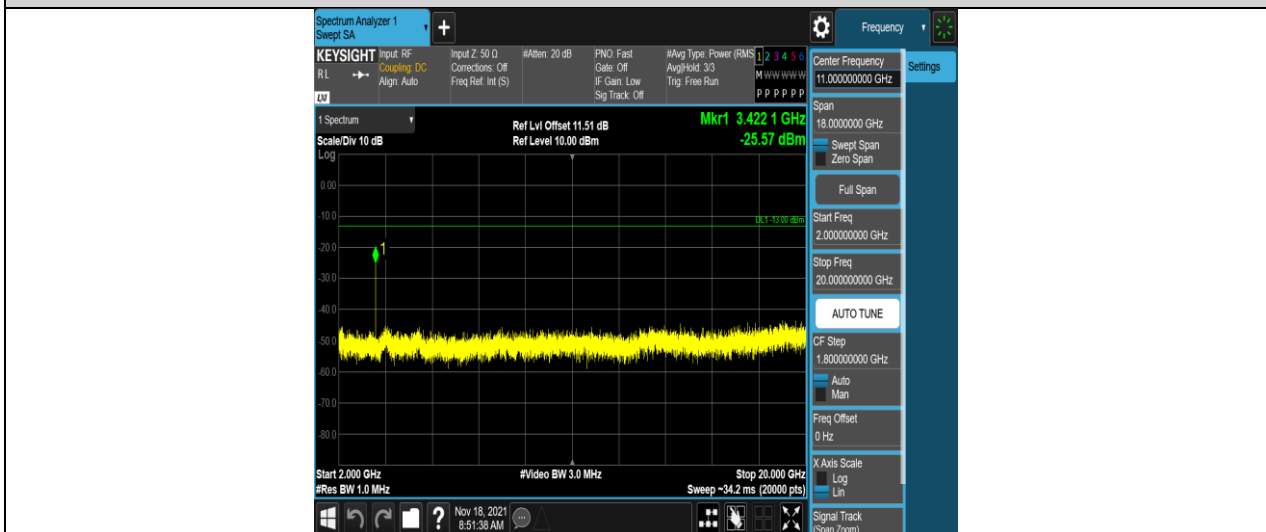 Spectrum Analyzer 1
Swept SA
+
Frequency
KEYSIGHT
RL
LXI
Input: RF
Coupling: DC
Align: Auto
Input Z: 50 Ω
Corrections: Off
Freq Ref: Int (S)
#Atten: 20 dB
PNO: Fast
Gate: Off
IF Gain: Low
Sig Track: Off
#Avg Type: Power (RMS
Avg|Hold: 3/3
Trig: Free Run
1 2 3 4 5 6
M W W W W W
P P P P P P
1 Spectrum
Scale/Div 10 dB
Log
Ref Lvl Offset 11.51 dB
Ref Level 10.00 dBm
Mkr1 3.422 1 GHz
-25.57 dBm
0.00
-10.0
DL1 -13.00 dBm
-20.0
1
-30.0
-40.0
-50.0
-60.0
-70.0
-80.0
Start 2.000 GHz
#Res BW 1.0 MHz
#Video BW 3.0 MHz
Stop 20.000 GHz
Sweep ~34.2 ms (20000 pts)
?
Nov 18, 2021
8:51:38 AM
Center Frequency
11.000000000 GHz
Settings
Span
18.0000000 GHz
Swept Span
Zero Span
Full Span
Start Freq
2.000000000 GHz
Stop Freq
20.000000000 GHz
AUTO TUNE
CF Step
1.800000000 GHz
Auto
Man
Freq Offset
0 Hz
X Axis Scale
Log
Lin
Signal Track
(Span Zoom)